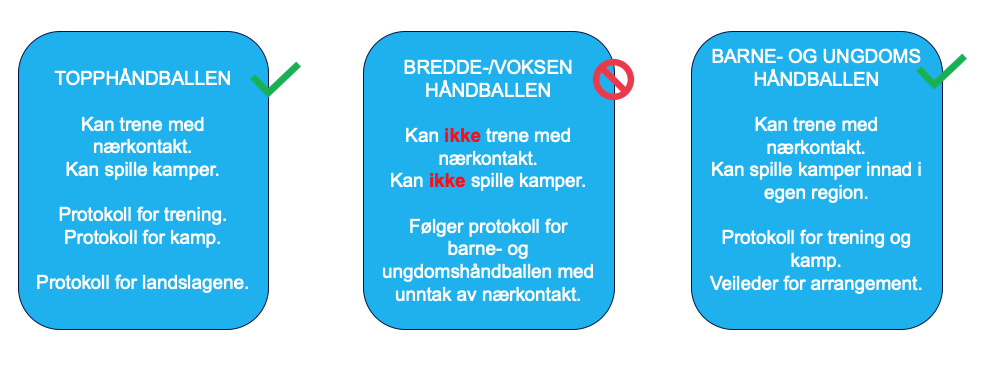 TOPPHÅNDBALLEN
Kan trene med
nærkontakt.
Kan spille kamper.
Protokoll for trening.
Protokoll for kamp.
Protokoll for landslagene.
BREDDE-/VOKSEN
HÅNDBALLEN
Kan ikke trene med
nærkontakt.
Kan ikke spille kamper.
Følger protokoll for
barne- og
ungdomshåndballen med
unntak av nærkontakt.
BARNE- OG UNGDOMS
HÅNDBALLEN
Kan trene med
nærkontakt.
Kan spille kamper innad i
egen region.
Protokoll for trening og
kamp.
Veileder for arrangement.